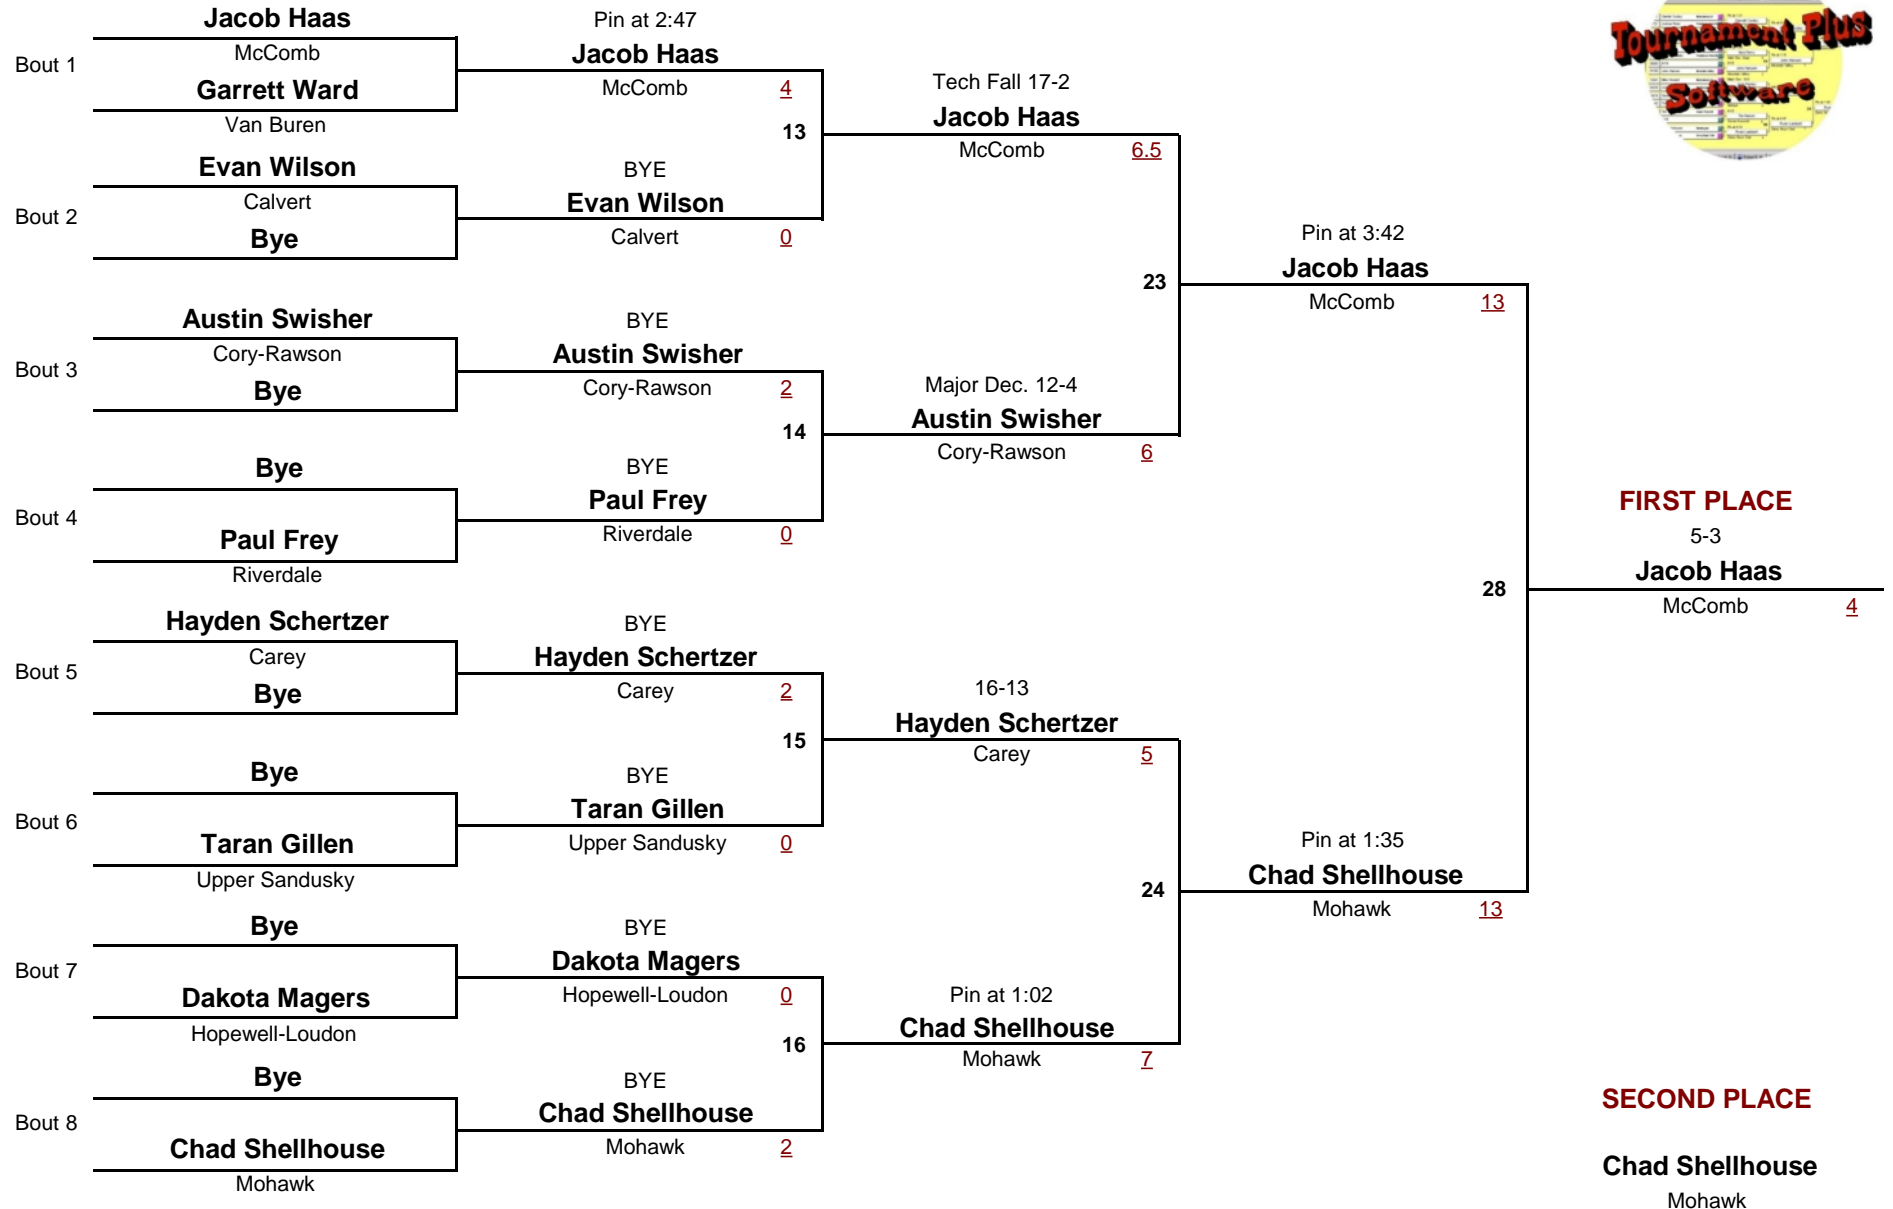 Jacob Haas
McComb
Bout 1
Garrett Ward
Van Buren
Evan Wilson
Calvert
Bout 2
Bye
Austin Swisher
Cory-Rawson
Bout 3
Bye
Bye
Bout 4
Paul Frey
Riverdale
Hayden Schertzer
Carey
Bout 5
Bye
Bye
Bout 6
Taran Gillen
Upper Sandusky
Bye
Bout 7
Dakota Magers
Hopewell-Loudon
Bye
Bout 8
Chad Shellhouse
Mohawk
Pin at 2:47
Jacob Haas
McComb 4
13
BYE
Evan Wilson
Calvert 0
BYE
Austin Swisher
Cory-Rawson 2
14
BYE
Paul Frey
Riverdale 0
BYE
Hayden Schertzer
Carey 2
15
BYE
Taran Gillen
Upper Sandusky 0
BYE
Dakota Magers
Hopewell-Loudon 0
16
BYE
Chad Shellhouse
Mohawk 2
Tech Fall 17-2
Jacob Haas
McComb 6.5
23
Major Dec. 12-4
Austin Swisher
Cory-Rawson 6
16-13
Hayden Schertzer
Carey 5
24
Pin at 1:02
Chad Shellhouse
Mohawk 7
Pin at 3:42
Jacob Haas
McComb 13
28
Pin at 1:35
Chad Shellhouse
Mohawk 13
Tournament Plus
Software
FIRST PLACE
5-3
Jacob Haas
McComb 4
SECOND PLACE
Chad Shellhouse
Mohawk